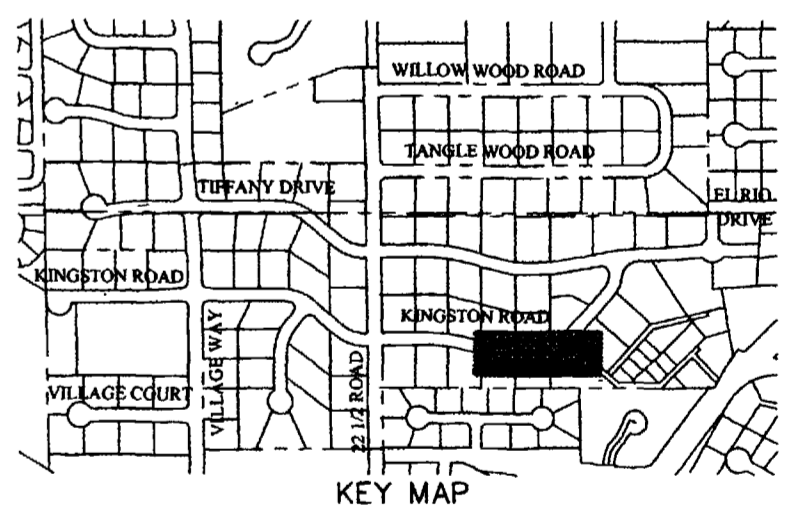 WILLOW WOOD ROAD
TANGLE WOOD ROAD
TIFFANY DRIVE
EL RIO
DRIVE
KINGSTON ROAD
KINGSTON ROAD
VILLAGE WAY
22 1/2 ROAD
VILLAGE COURT
KEY MAP